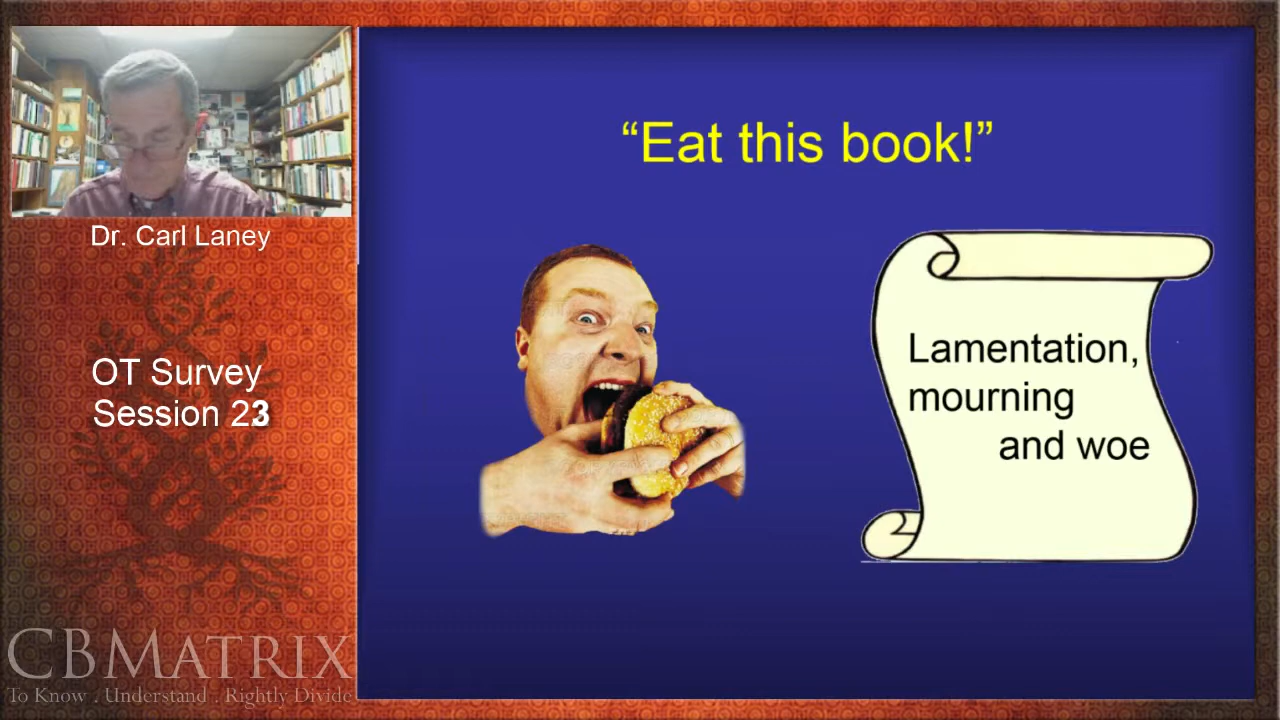 Dr. Carl Laney
OT Survey
Session 23
CBMATRIX
To Know . Understand . Rightly Divide
“Eat this book!”
Lamentation,
mourning
and woe